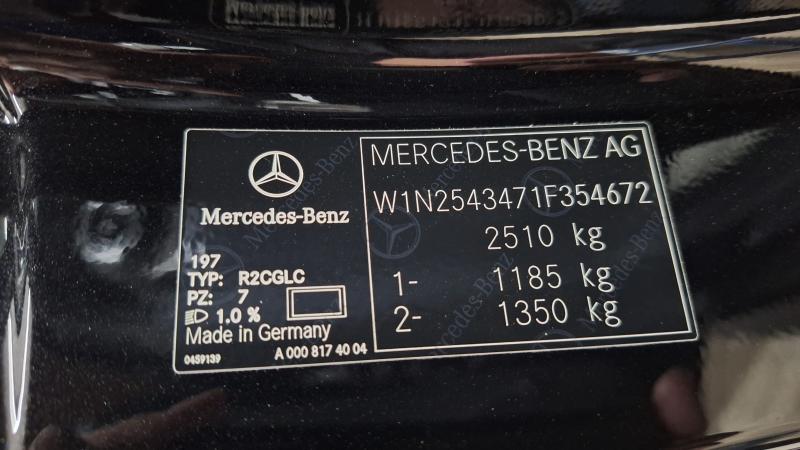 Mercedes-Benz
197
TYP: R2CGLC
PZ: 7
1.0 %
Made in Germany
0459139 A 000 817 40 04
MERCEDES-BENZ AG
W1N2543471F354672
2510 kg
1- 1185 kg
2- 1350 kg